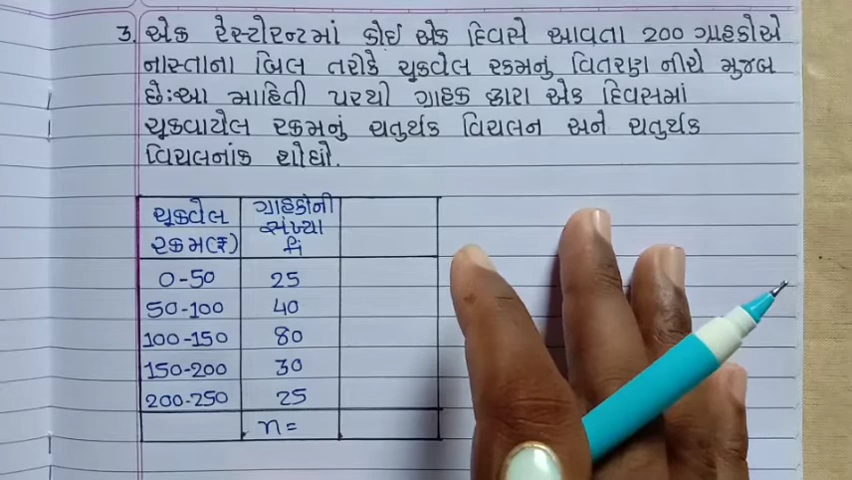 3. એક રેસ્ટોરન્ટમાં કોઈ એક દિવસે આવતા 200 ગ્રાહકોએ
નાસ્તાના બિલ તરીકે ચૂકવેલ રકમનું વિતરણ નીચે મુજબ
છે:આ માહિતી પરથી ગ્રાહક દ્વારા એક દિવસમાં
ચૂકવાયેલ રકમનું ચતુર્થક વિચલન અને ચતુર્થક
વિચલનાંક શોધો.
ચૂકવેલ ગ્રાહકોની
રકમ(₹) સંખ્યા
fi
0-50 25
50-100 40
100-150 80
150-200 30
200-250 25
n =